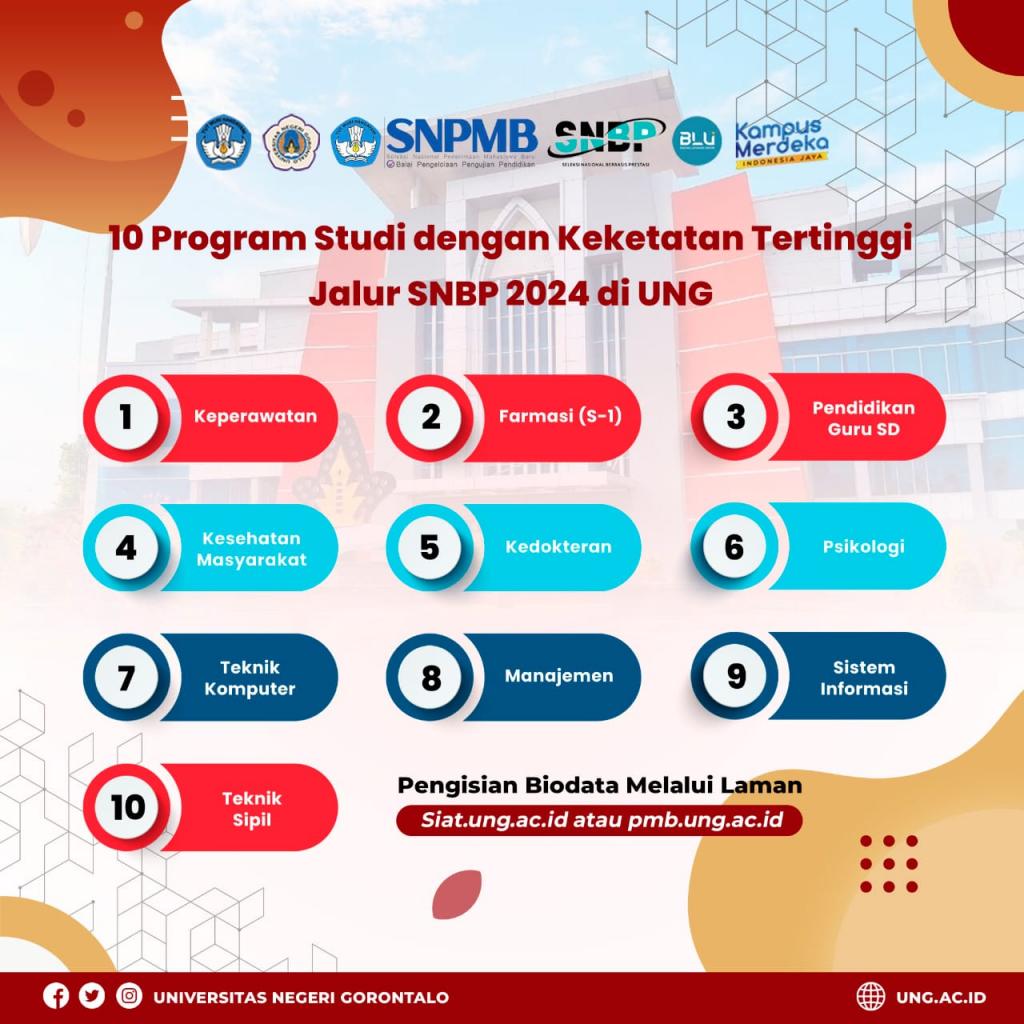 SNPMB
Seleksi Nasional Penerimaan Mahasiswa Baru
Balai Pengelolaan Pengujian Pendidikan
SNBP
SELEKSI NASIONAL BERBASIS PRESTASI
BLU
Kampus
Merdeka
INDONESIA JAYA
10 Program Studi dengan Keketatan Tertinggi
Jalur SNBP 2024 di UNG
1
Keperawatan
2
Farmasi (S-1)
3
Pendidikan
Guru SD
4
Kesehatan
Masyarakat
5
Kedokteran
6
Psikologi
7
Teknik
Komputer
8
Manajemen
9
Sistem
Informasi
10
Teknik
Sipil
Pengisian Biodata Melalui Laman
Siat.ung.ac.id atau pmb.ung.ac.id
UNIVERSITAS NEGERI GORONTALO
UNG.AC.ID